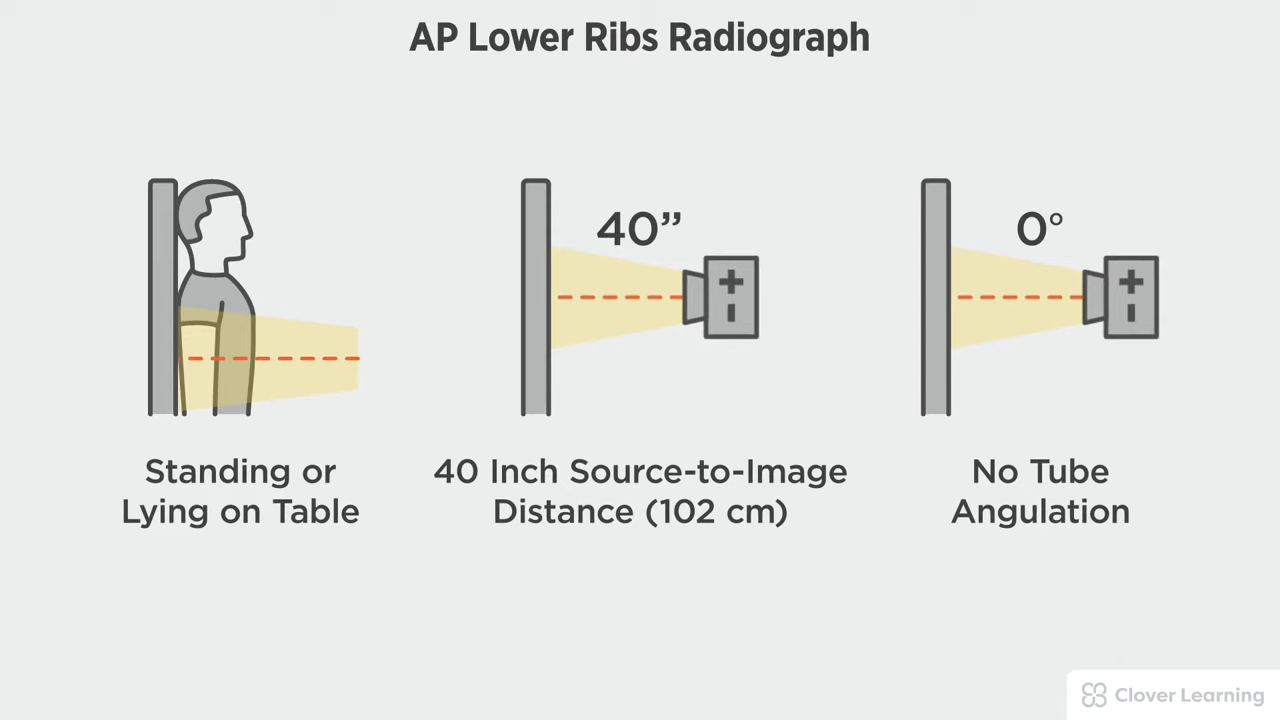 AP Lower Ribs Radiograph
40”
0°
Standing or
Lying on Table
40 Inch Source-to-Image
Distance (102 cm)
No Tube
Angulation
Clover Learning